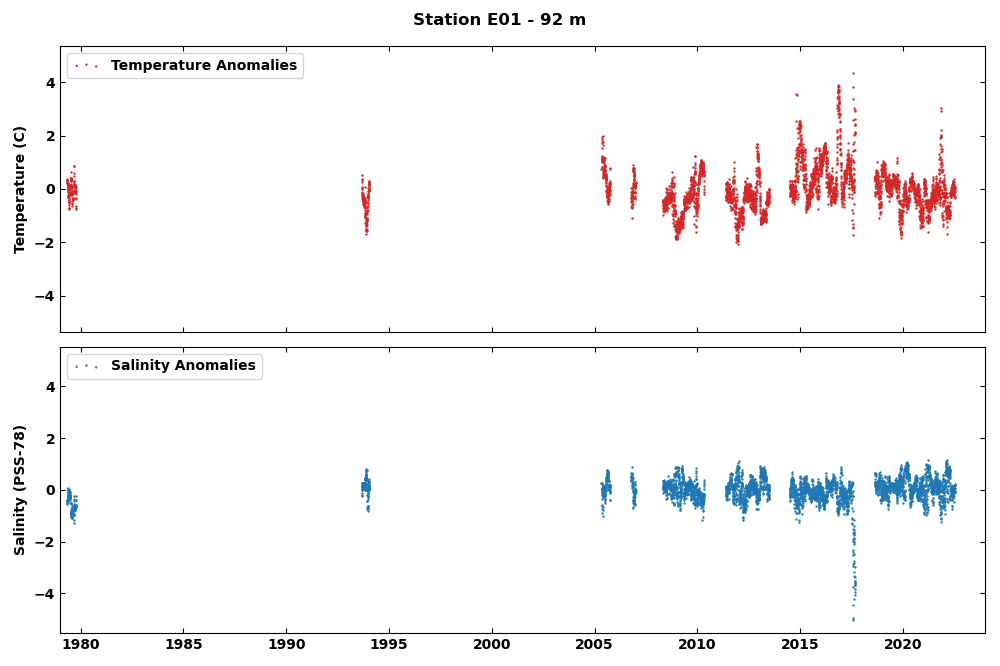 Station E01 - 92 m
Temperature Anomalies
Temperature (C)
4
2
0
−2
−4
Salinity Anomalies
Salinity (PSS-78)
4
2
0
−2
−4
1980 1985 1990 1995 2000 2005 2010 2015 2020